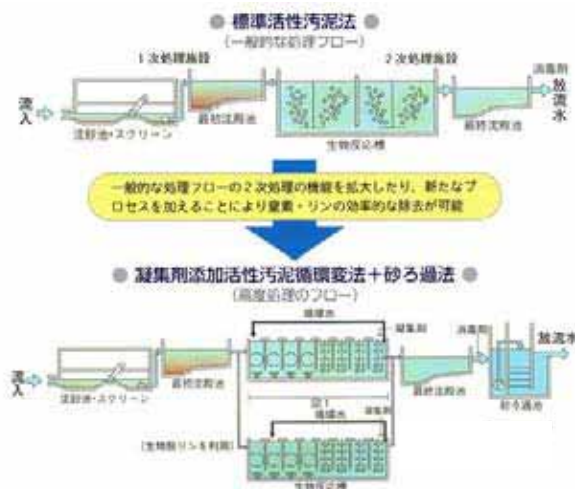 ● 標準活性汚泥法 ●
(一般的な処理フロー)
1次処理施設
2次処理施設
消毒剤
流入
放流水
沈砂池・スクリーン
最終沈殿池
生物反応槽
最終沈殿池
一般的な処理フローの2次処理の機能を拡大したり、新たなプ
ロセスを加えることにより窒素・リンの効率的な除去が可能
● 凝集剤添加活性汚泥循環変法+砂ろ過法 ●
(高度処理のフロー)
循環池
凝集剤
消毒剤
放流水
流入
沈砂池・スクリーン
最終沈殿池
最終沈殿池
砂ろ過池
図1
循環池
凝集剤
(生物脱リンを利用)
生物反応槽